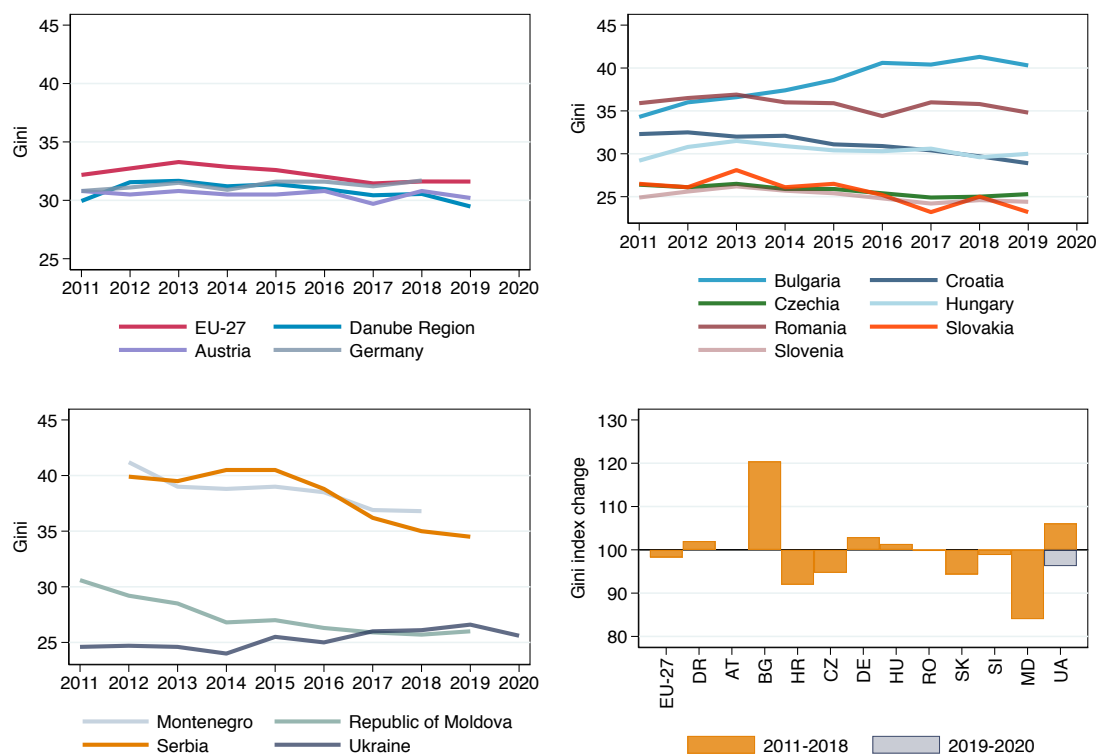 45
40
35
30
25
Gini
2011 2012 2013 2014 2015 2016 2017 2018 2019 2020
EU-27 Danube Region
Austria Germany
45
40
35
30
25
Gini
2011 2012 2013 2014 2015 2016 2017 2018 2019 2020
Bulgaria Croatia
Czechia Hungary
Romania Slovakia
Slovenia
45
40
35
30
25
Gini
2011 2012 2013 2014 2015 2016 2017 2018 2019 2020
Montenegro Republic of Moldova
Serbia Ukraine
130
120
110
100
90
80
Gini index change
EU-27 DR AT BG HR CZ DE HU RO SK SI MD UA
2011-2018 2019-2020